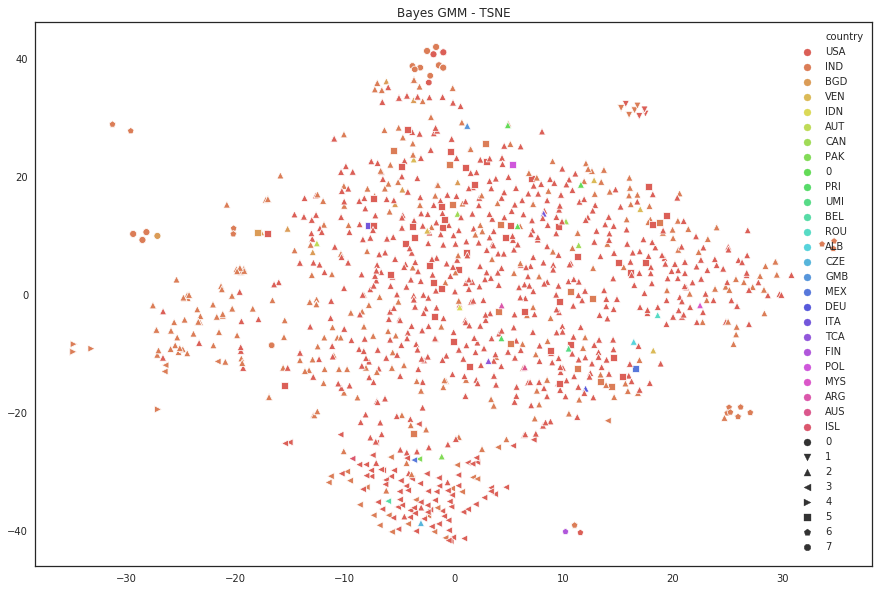 Bayes GMM - TSNE
country
USA
IND
BGD
VEN
IDN
AUT
CAN
PAK
0
PRI
UMI
BEL
ROU
ALB
CZE
GMB
MEX
DEU
ITA
TCA
FIN
POL
MYS
ARG
AUS
ISL
0
1
2
3
4
5
6
7
40
20
0
−20
−40
−30
−20
−10
0
10
20
30